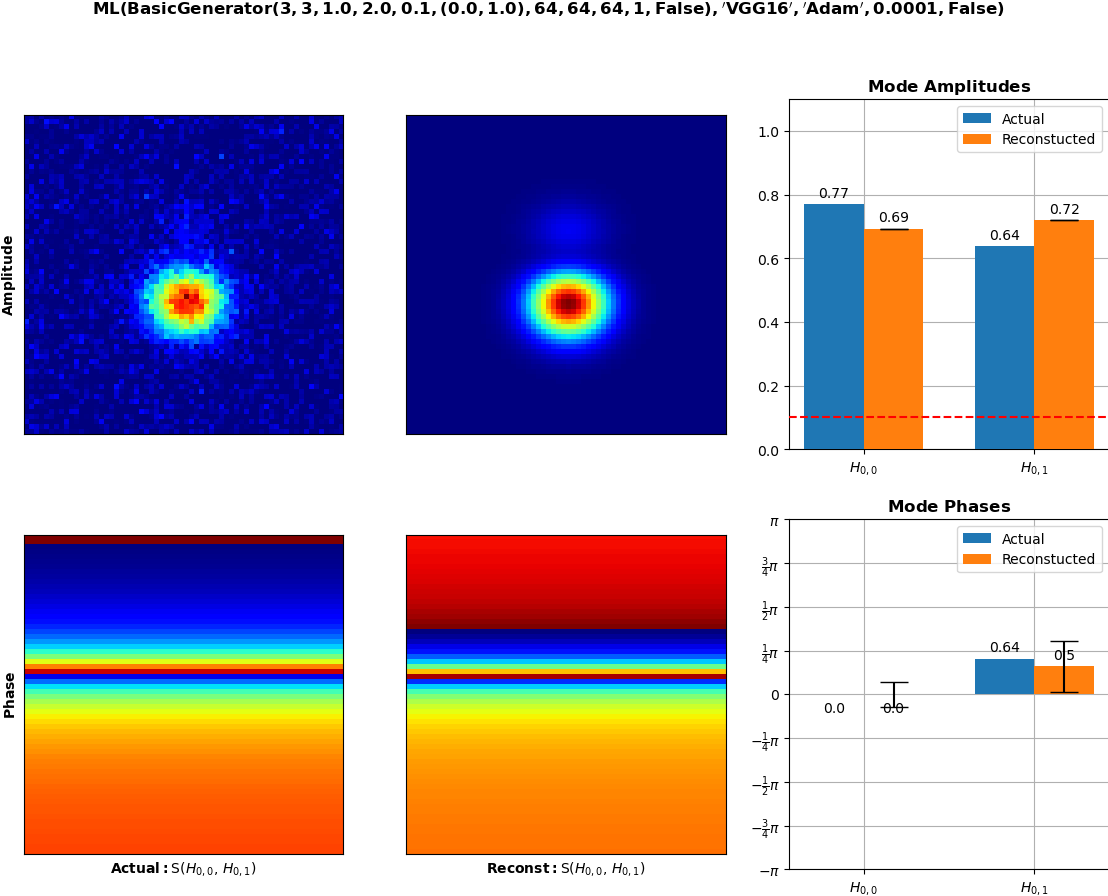 ML(BasicGenerator(3, 3, 1.0, 2.0, 0.1, (0.0, 1.0), 64, 64, 64, 1, False), ′VGG16′, ′Adam′, 0.0001, False)
Amplitude
Mode Amplitudes
Actual
Reconstucted
1.0
0.8
0.6
0.4
0.2
0.0
0.77
0.69
0.64
0.72
H0, 0
H0, 1
Phase
Actual: S(H0, 0, H0, 1)
Reconst: S(H0, 0, H0, 1)
Mode Phases
Actual
Reconstucted
π
3/4π
1/2π
1/4π
0
−1/4π
−1/2π
−3/4π
−π
0.0
0.0
0.64
0.5
H0, 0
H0, 1